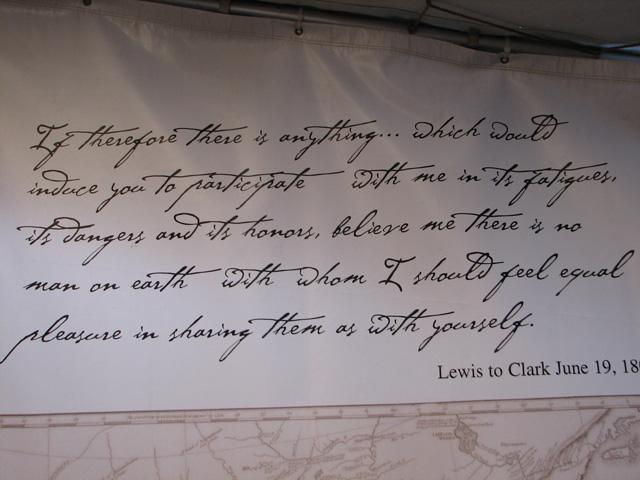 If therefore there is anything... which would
induce you to participate with me in its fatigues,
its dangers and its honors, believe me there is no
man on earth with whom I should feel equal
pleasure in sharing them as with yourself.
Lewis to Clark June 19, 180